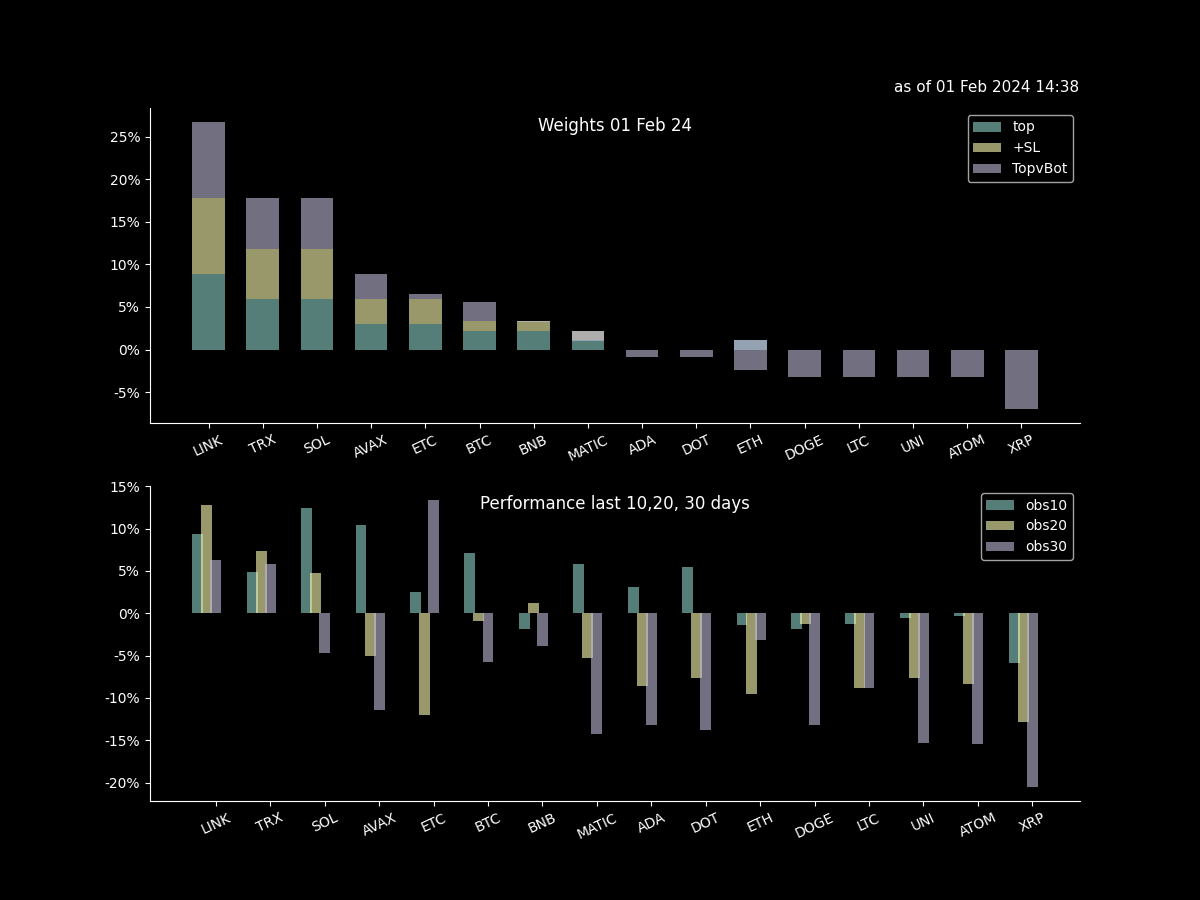 as of 01 Feb 2024 14:38
Weights 01 Feb 24
top
+SL
TopvBot
25%
20%
15%
10%
5%
0%
-5%
LINK TRX SOL AVAX ETC BTC BNB MATIC ADA DOT ETH DOGE LTC UNI ATOM XRP
Performance last 10,20, 30 days
obs10
obs20
obs30
15%
10%
5%
0%
-5%
-10%
-15%
-20%
LINK TRX SOL AVAX ETC BTC BNB MATIC ADA DOT ETH DOGE LTC UNI ATOM XRP